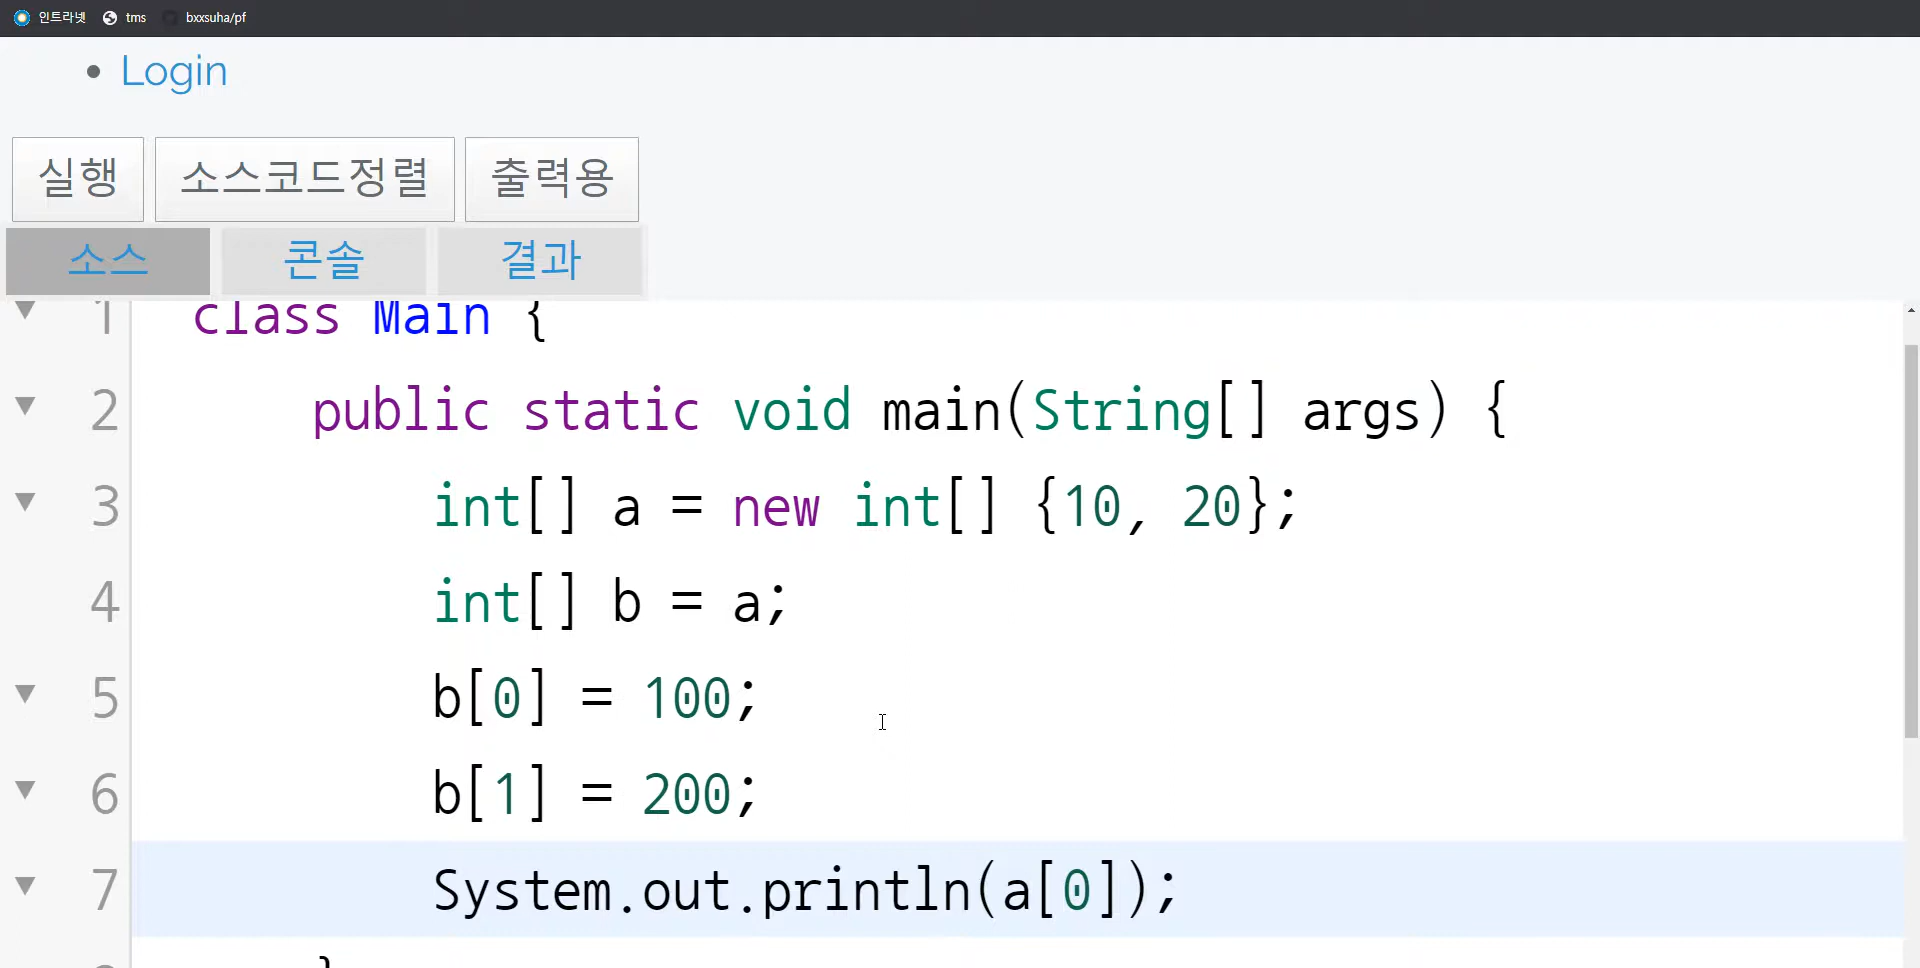 인트라넷 tms bxxsuha/pf
Login
실행 소스코드정렬 출력용
소스 콘솔 결과
1 class Main {
2 public static void main(String[] args) {
3 int[] a = new int[] {10, 20};
4 int[] b = a;
5 b[0] = 100;
6 b[1] = 200;
7 System.out.println(a[0]);
}